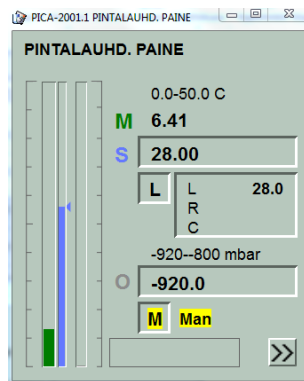 PICA-2001.1 PINTALAUHD. PAINE
PINTALAUHD. PAINE
0.0-50.0 C
M 6.41
S 28.00
L L 28.0
R
C
-920--800 mbar
O -920.0
M Man
>>